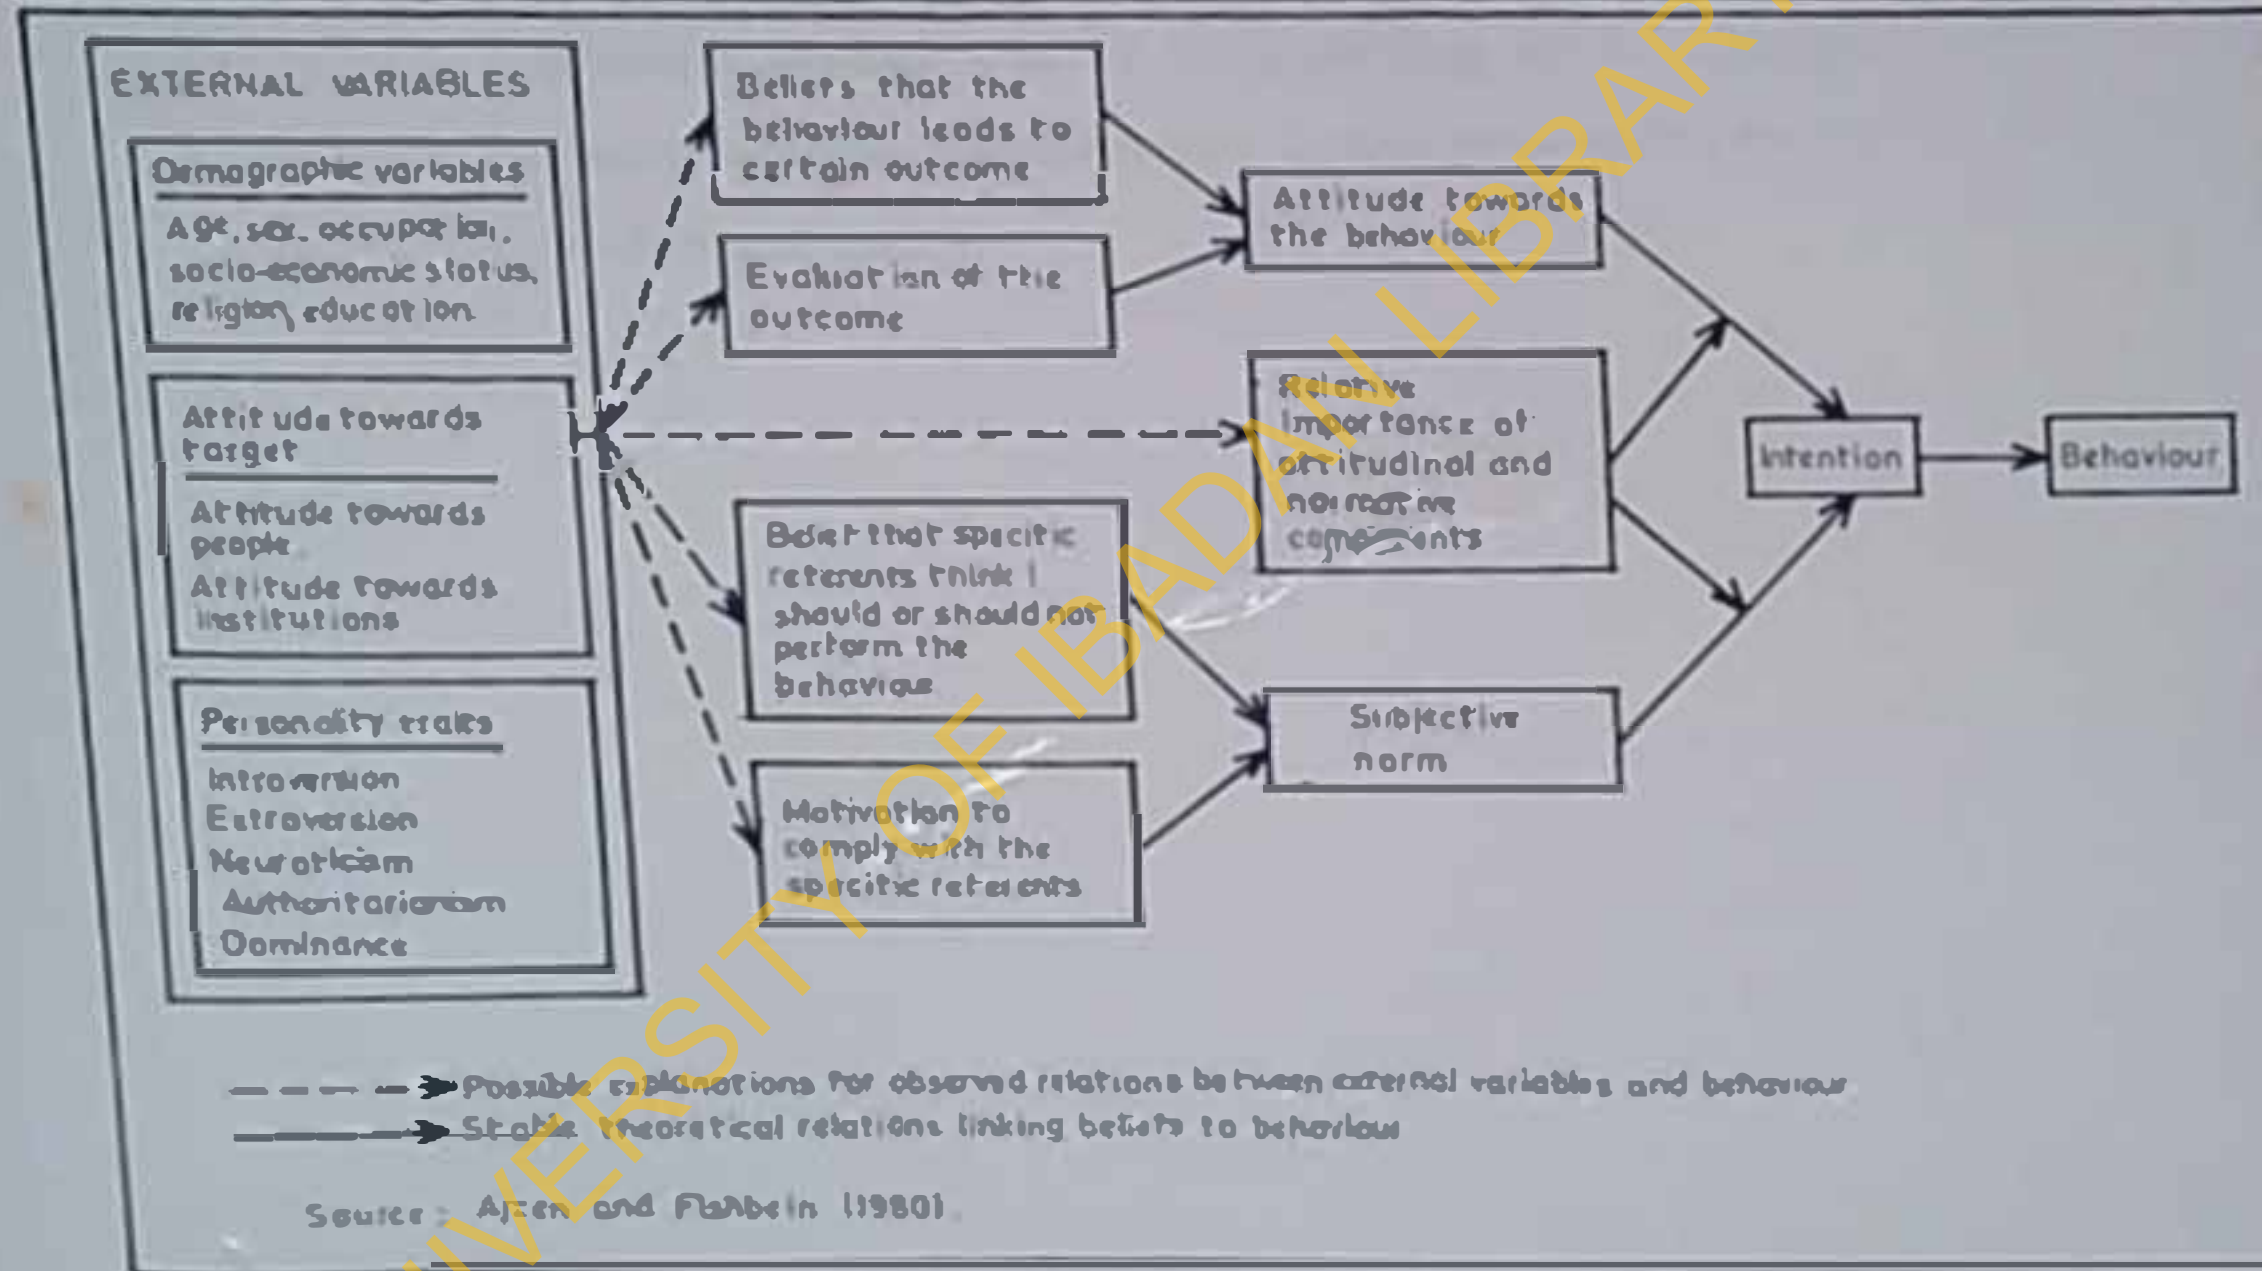 EXTERNAL VARIABLES
Demographic variables
Age, sex, occupation,
socio-economic status,
religion, education
Attitude towards
target
Attitude towards
people
Attitude towards
institutions
Personality traits
Introversion
Extroversion
Neuroticism
Authoritarianism
Dominance
Beliefs that the
behaviour leads to
certain outcome
Evaluation of the
outcome
Belief that specific
referents think I
should or should not
perform the
behaviour
Motivation to
comply with the
specific referents
Attitude towards
the behaviour
Relative
importance of
attitudinal and
normative
components
Subjective
norm
Intention
Behaviour
Possible explanations for observed relations between external variables and behaviour
Stable theoretical relations linking beliefs to behaviour
Source: Ajzen and Fishbein (1980)
IVERSITY OF IBADAN LIBRARY